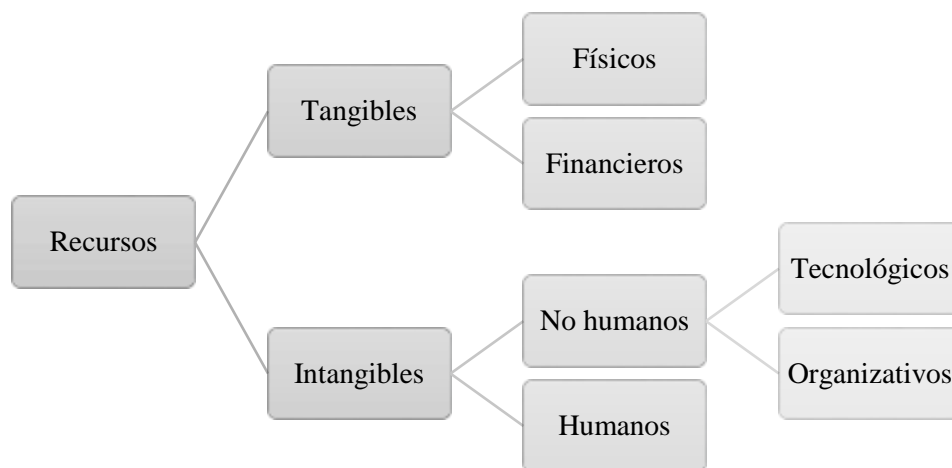 Recursos
Tangibles
Físicos
Financieros
Intangibles
No humanos
Tecnológicos
Organizativos
Humanos